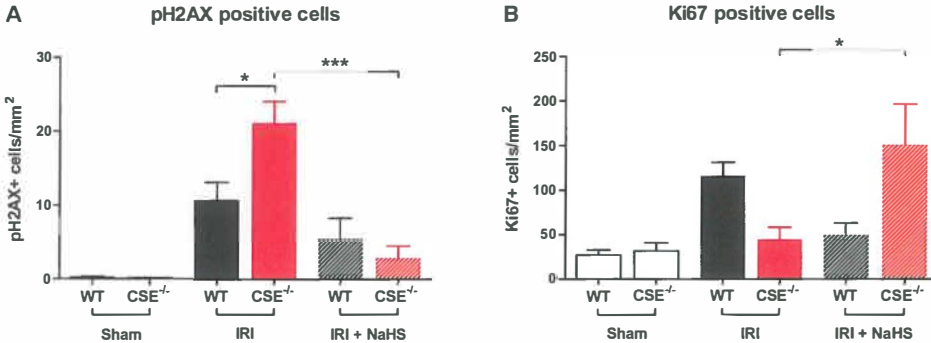 A
pH2AX positive cells
pH2AX+ cells/mm²
30
20
10
0
*
***
WT CSE⁻/⁻ WT CSE⁻/⁻ WT CSE⁻/⁻
Sham IRI IRI + NaHS
B
Ki67 positive cells
Ki67+ cells/mm²
250
200
150
100
50
0
*
WT CSE⁻/⁻ WT CSE⁻/⁻ WT CSE⁻/⁻
Sham IRI IRI + NaHS